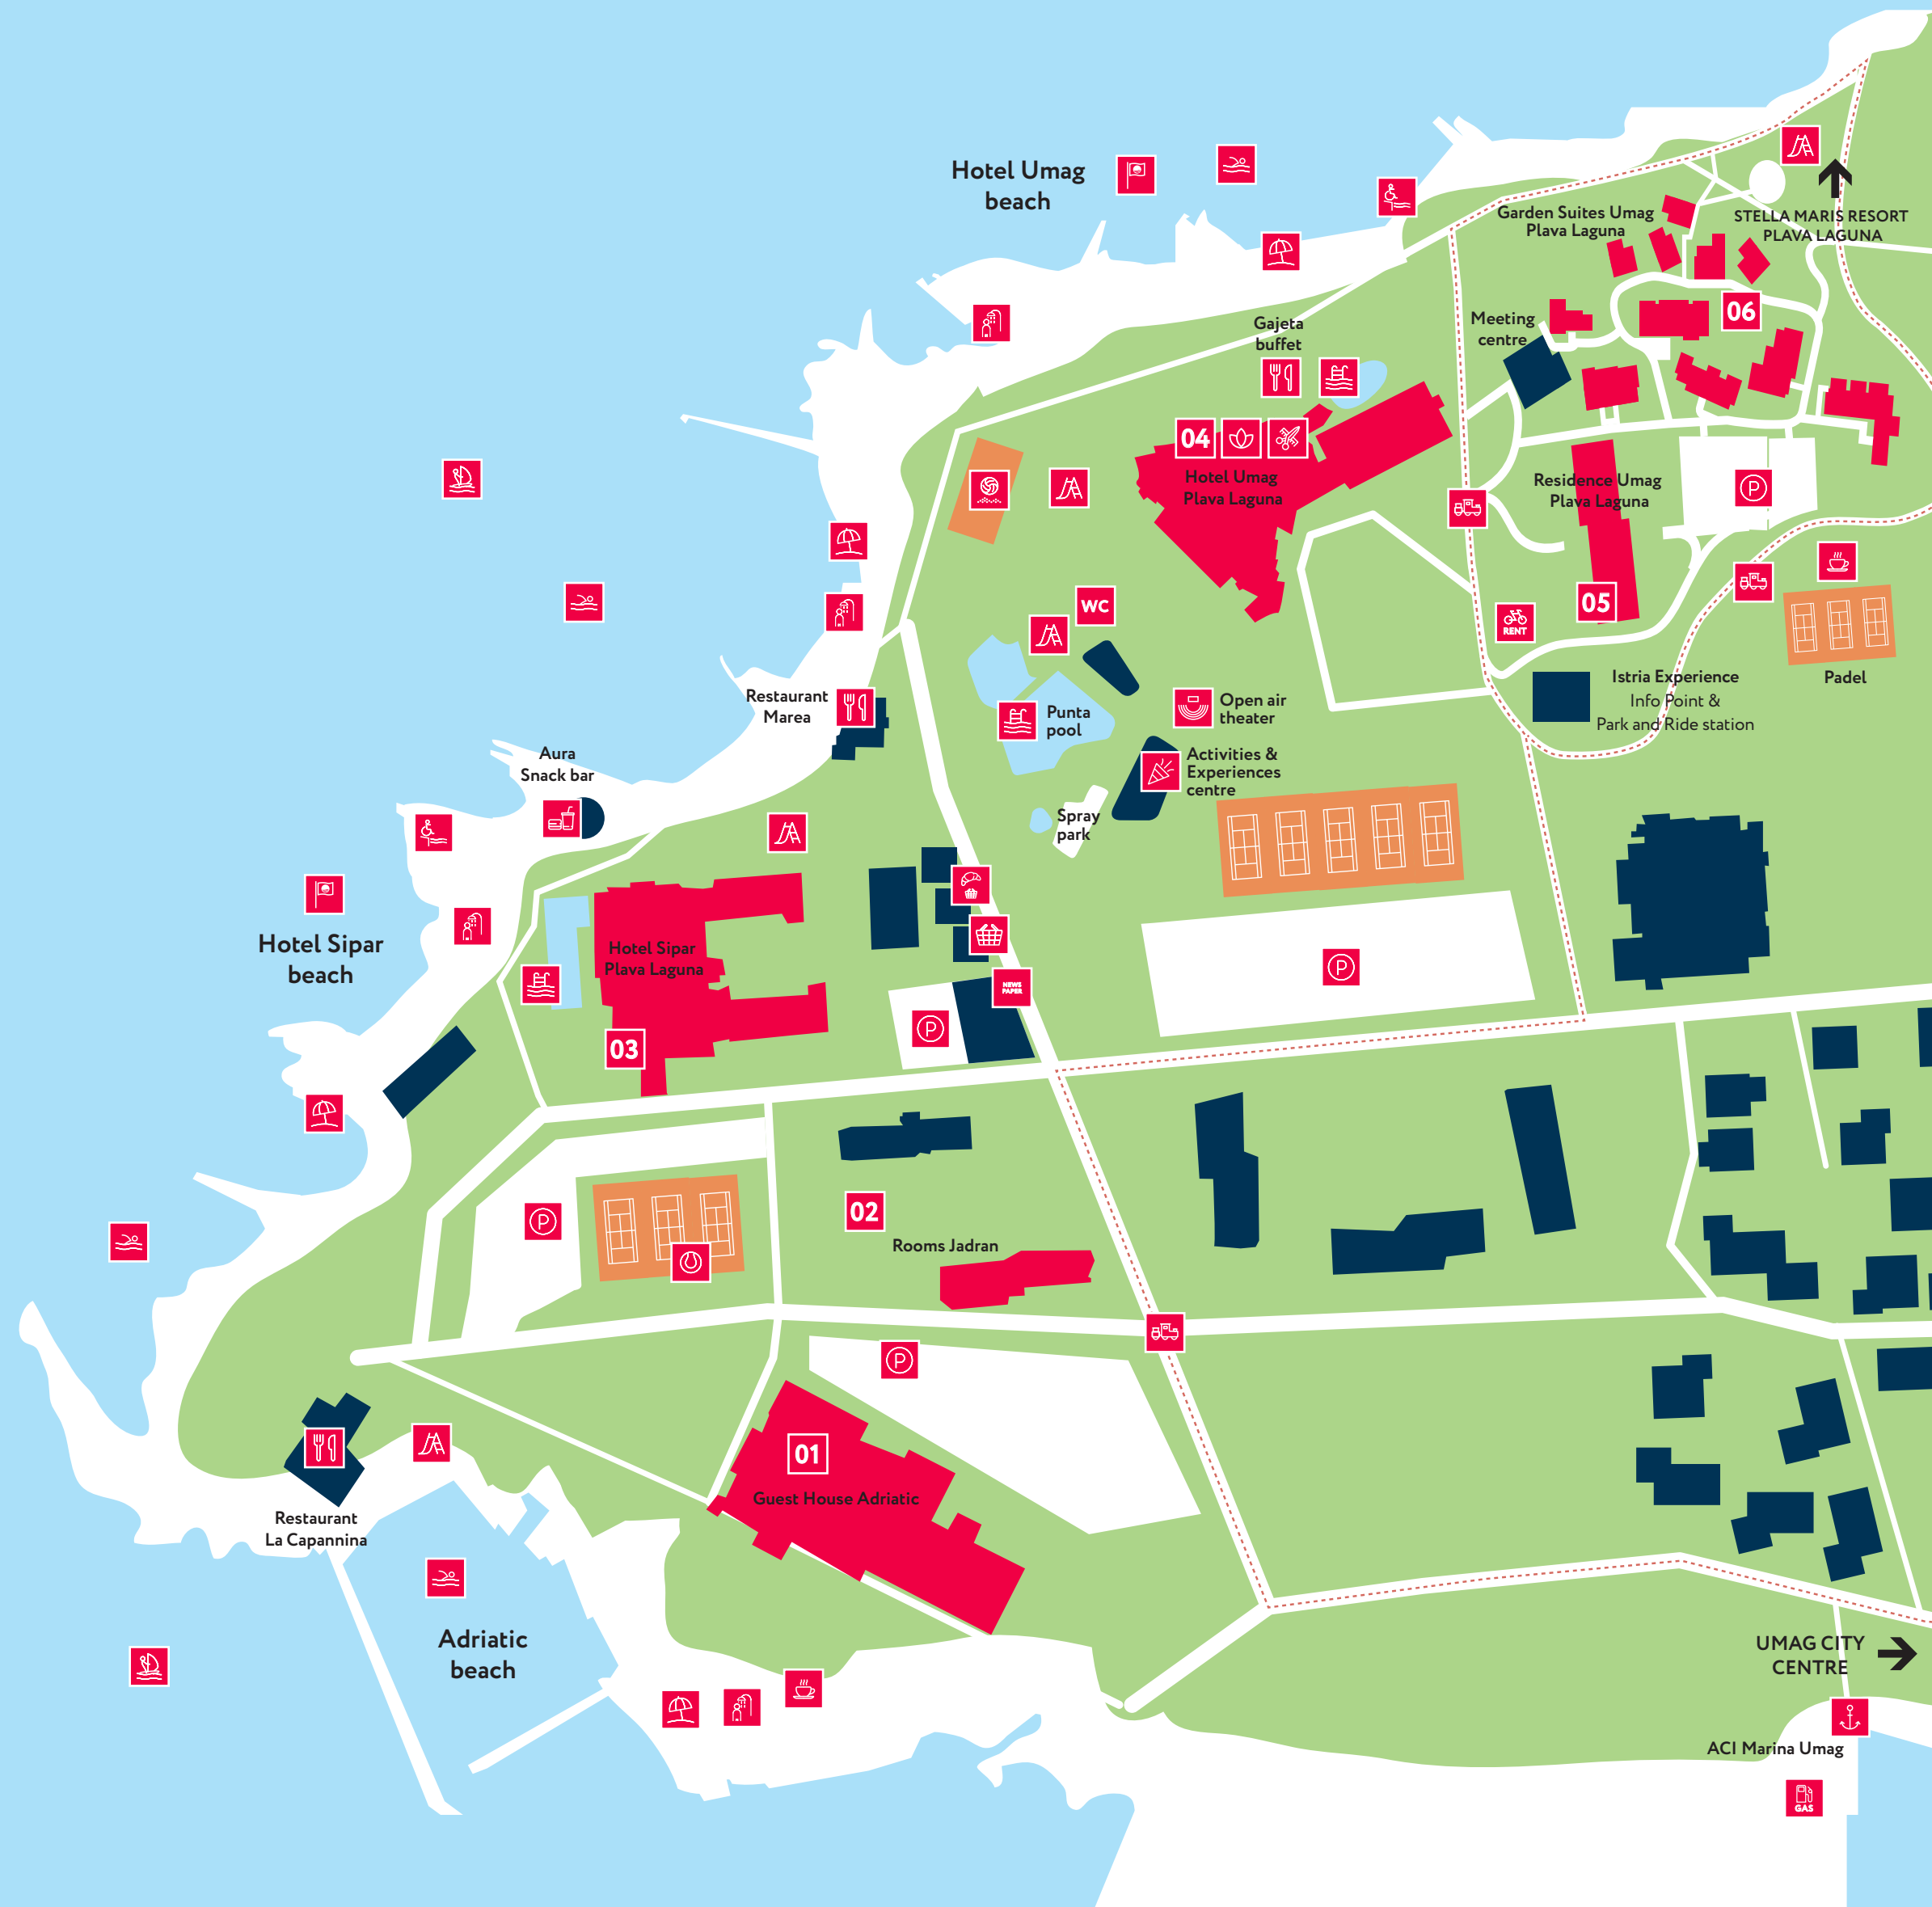 Hotel Umag
beach
Garden Suites Umag
Plava Laguna
STELLA MARIS RESORT
PLAVA LAGUNA
06
Meeting
centre
Gajeta
buffet
04
Hotel Umag
Plava Laguna
Residence Umag
Plava Laguna
P
05
RENT
WC
Padel
Istria Experience
Info Point &
Park and Ride station
Restaurant
Marea
Punta
pool
Open air
theater
Activities &
Experiences
centre
Spray
park
Aura
Snack bar
Hotel Sipar
beach
Hotel Sipar
Plava Laguna
03
NEWS
PAPER
P
P
P
02
Rooms Jadran
P
01
Guest House Adriatic
Restaurant
La Capannina
Adriatic
beach
UMAG CITY
CENTRE
ACI Marina Umag
GAS